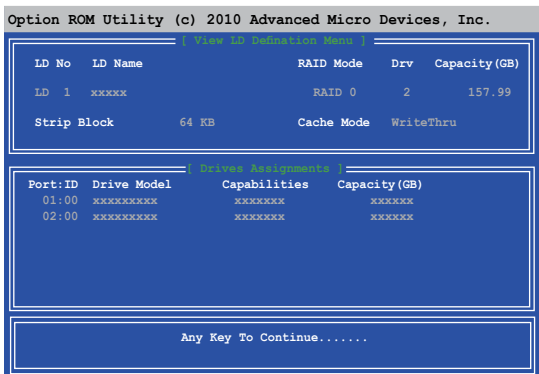 Option ROM Utility (c) 2010 Advanced Micro Devices, Inc.
[ View LD Defination Menu ]
LD No LD Name RAID Mode Drv Capacity(GB)
LD 1 xxxxx RAID 0 2 157.99
Strip Block 64 KB Cache Mode WriteThru
[ Drives Assignments ]
Port:ID Drive Model Capabilities Capacity(GB)
01:00 xxxxxxxxx xxxxxxx xxxxxx
02:00 xxxxxxxxx xxxxxxx xxxxxx
Any Key To Continue.......